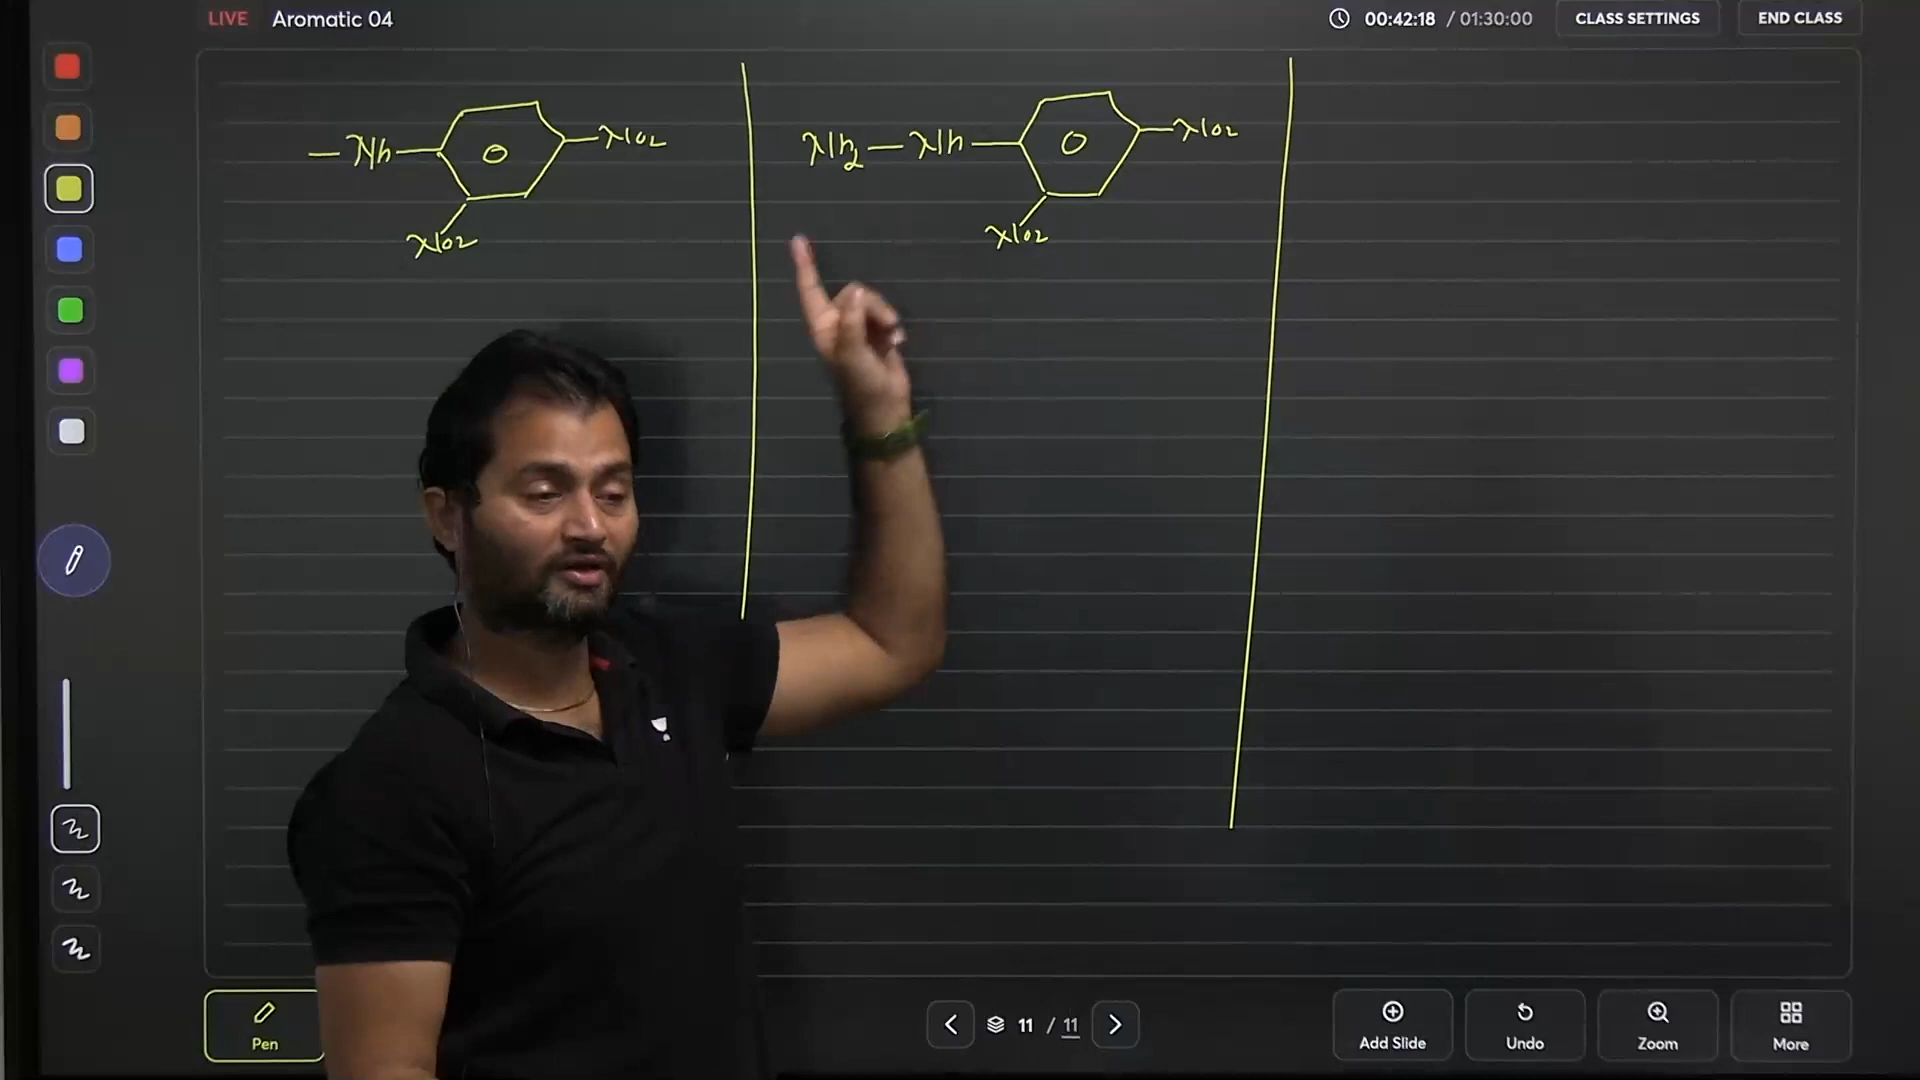 LIVE Aromatic 04
00:42:18 / 01:30:00
CLASS SETTINGS
END CLASS
— Nh — NO2
NO2
Nh2 — Nh — NO2
NO2
Pen
11 / 11
Add Slide
Undo
Zoom
More